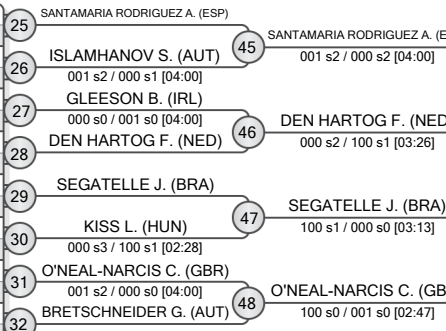 25
SANTAMARIA RODRIGUEZ A. (ESP)
45
SANTAMARIA RODRIGUEZ A. (E
001 s2 / 000 s2 [04:00]
26
ISLAMHANOV S. (AUT)
001 s2 / 000 s1 [04:00]
27
GLEESON B. (IRL)
000 s0 / 001 s0 [04:00]
46
DEN HARTOG F. (NED
000 s2 / 100 s1 [03:26]
28
DEN HARTOG F. (NED)
29
SEGATELLE J. (BRA)
47
SEGATELLE J. (BRA)
100 s1 / 000 s0 [03:13]
30
KISS L. (HUN)
000 s3 / 100 s1 [02:28]
31
O'NEAL-NARCIS C. (GBR)
001 s2 / 000 s0 [04:00]
48
O'NEAL-NARCIS C. (GB
100 s0 / 001 s0 [02:47]
32
BRETSCHNEIDER G. (AUT)